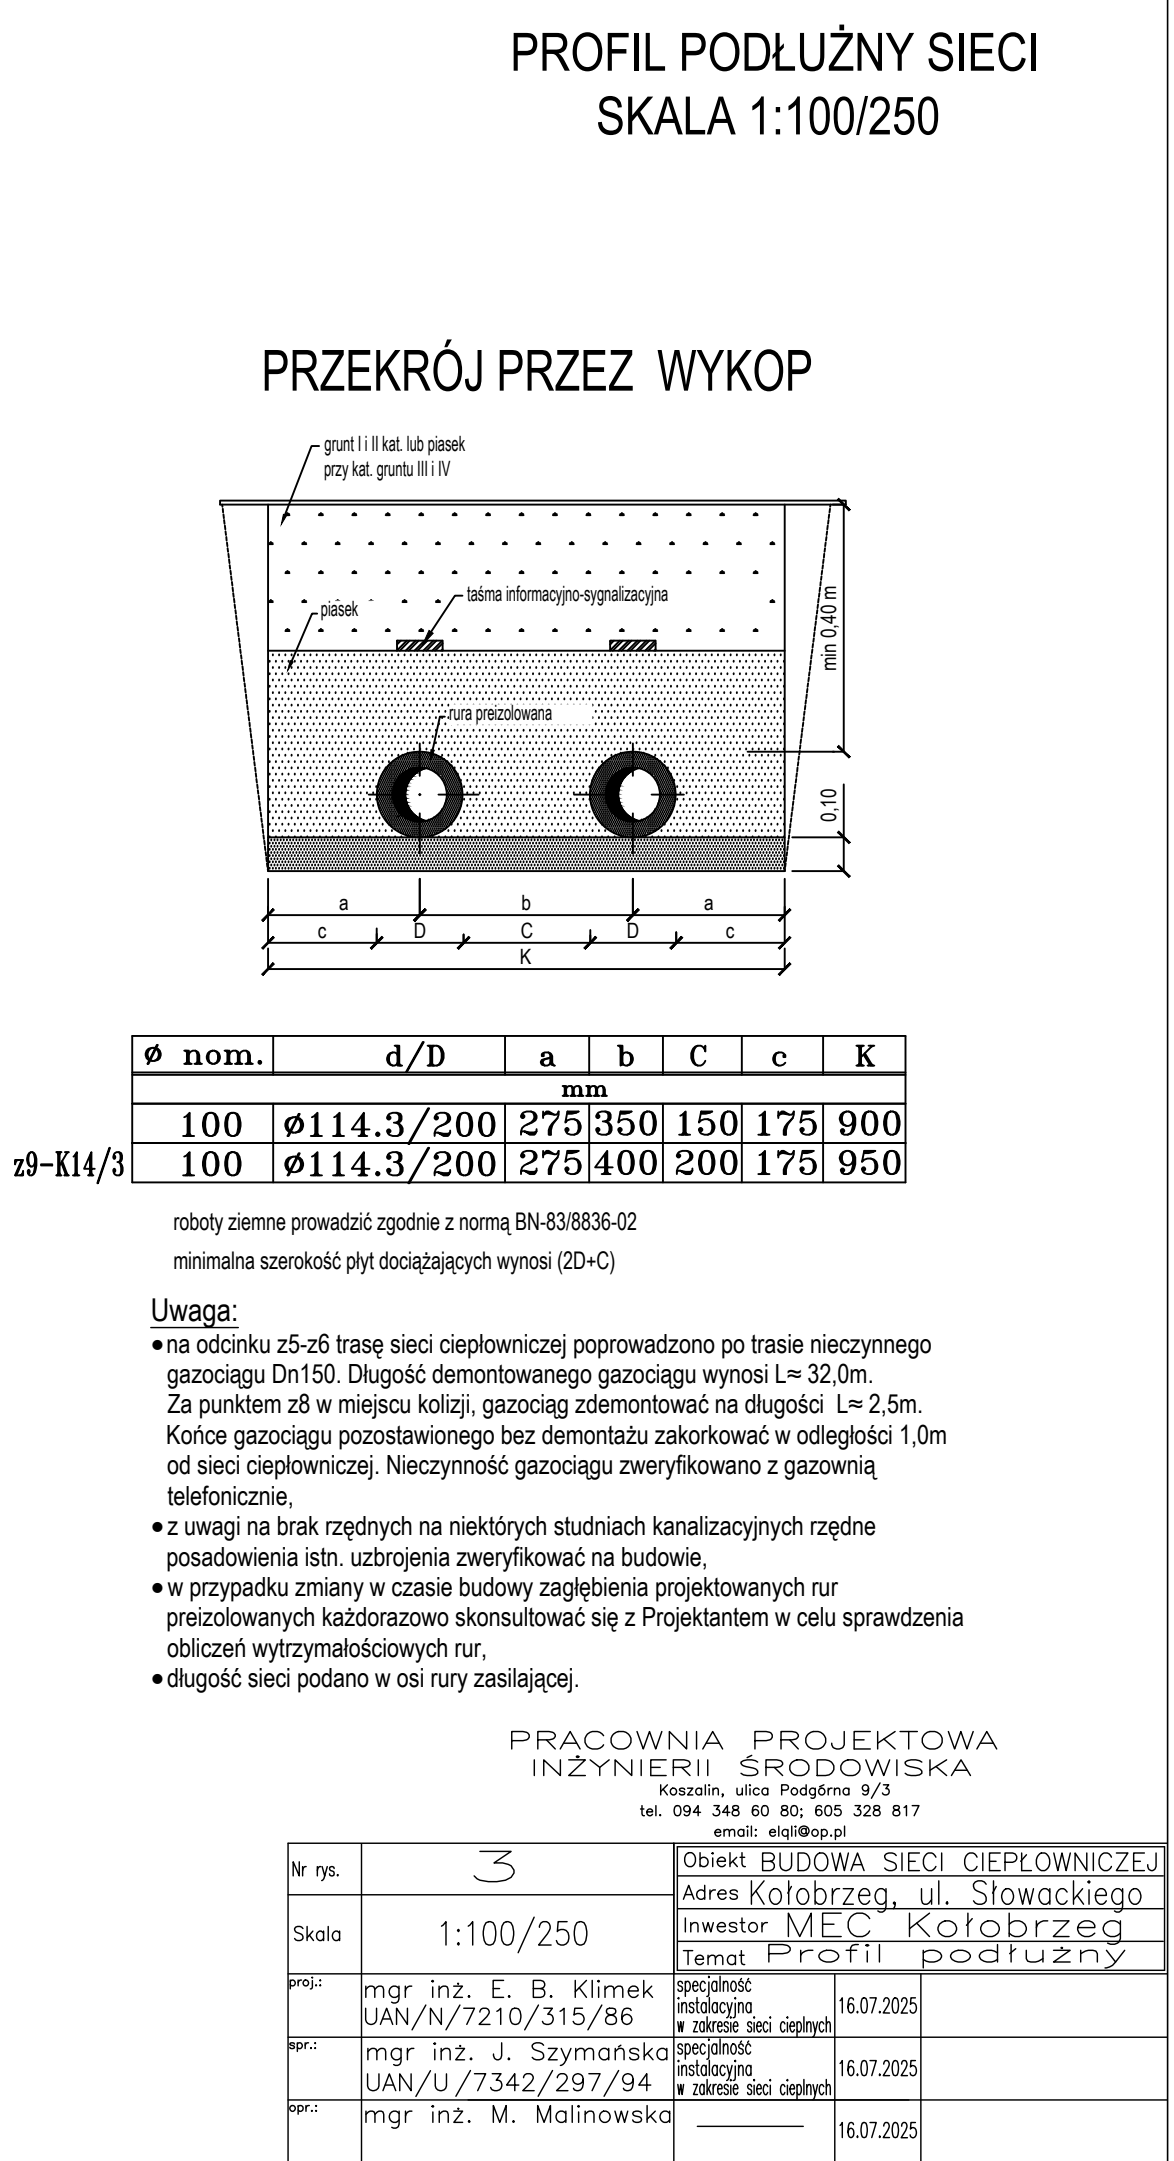 PROFIL PODŁUŻNY SIECI
SKALA 1:100/250
PRZEKRÓJ PRZEZ WYKOP
grunt I i II kat. lub piasek
przy kat. gruntu III i IV
taśma informacyjno-sygnalizacyjna
piasek
min 0,40 m
rura preizolowana
0,10
a b a
c D C D c
K
Ø nom. d/D a b C c K
mm
100 Ø114.3/200 275 350 150 175 900
z9-K14/3 100 Ø114.3/200 275 400 200 175 950
roboty ziemne prowadzić zgodnie z normą BN-83/8836-02
minimalna szerokość płyt dociążających wynosi (2D+C)
Uwaga:
• na odcinku z5-z6 trasę sieci ciepłowniczej poprowadzono po trasie nieczynnego
gazociągu Dn150. Długość demontowanego gazociągu wynosi L≈ 32,0m.
Za punktem z8 w miejscu kolizji, gazociąg zdemontować na długości L≈ 2,5m.
Końce gazociągu pozostawionego bez demontażu zakorkować w odległości 1,0m
od sieci ciepłowniczej. Nieczynność gazociągu zweryfikowano z gazownią
telefonicznie,
• z uwagi na brak rzędnych na niektórych studniach kanalizacyjnych rzędne
posadowienia istn. uzbrojenia zweryfikować na budowie,
• w przypadku zmiany w czasie budowy zagłębienia projektowanych rur
preizolowanych każdorazowo skonsultować się z Projektantem w celu sprawdzenia
obliczeń wytrzymałościowych rur,
• długość sieci podano w osi rury zasilającej.
PRACOWNIA PROJEKTOWA
INŻYNIERII ŚRODOWISKA
Koszalin, ulica Podgórna 9/3
tel. 094 348 60 80; 605 328 817
email: elqli@op.pl
Nr rys. 3
Obiekt BUDOWA SIECI CIEPŁOWNICZEJ
Adres Kołobrzeg, ul. Słowackiego
Skala 1:100/250
Inwestor MEC Kołobrzeg
Temat Profil podłużny
proj.: mgr inż. E. B. Klimek
UAN/N/7210/315/86
specjalność
instalacyjna
w zakresie sieci cieplnych
16.07.2025
spr.: mgr inż. J. Szymańska
UAN/U/7342/297/94
specjalność
instalacyjna
w zakresie sieci cieplnych
16.07.2025
opr.: mgr inż. M. Malinowska
16.07.2025